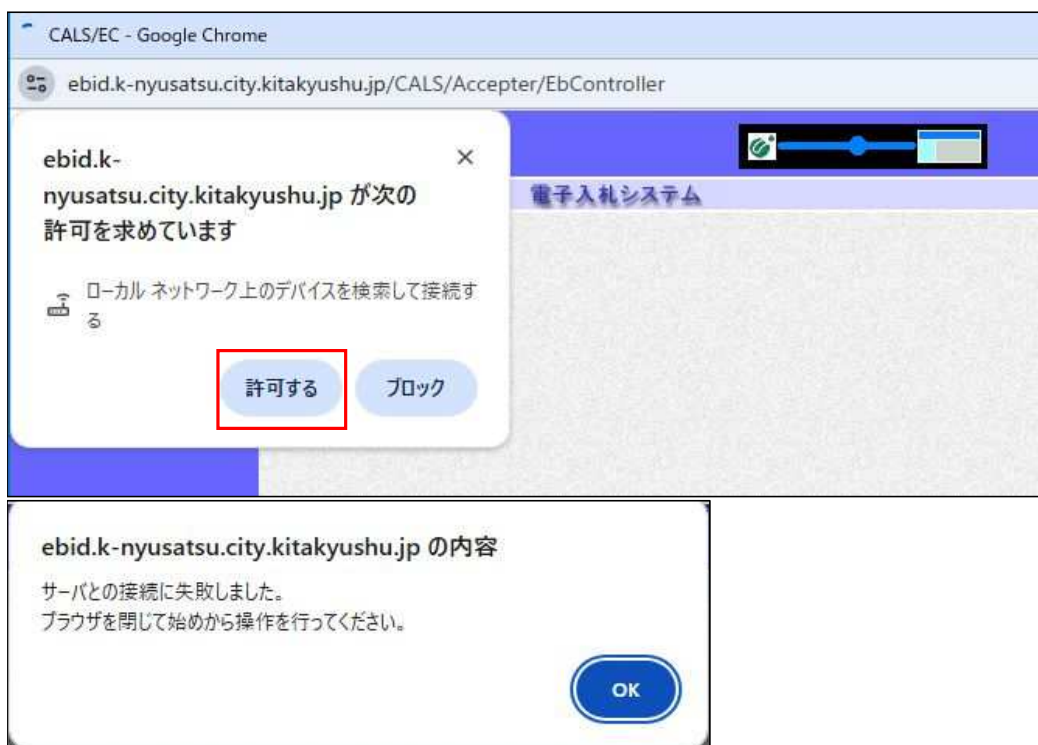 CALS/EC - Google Chrome
ebid.k-nyusatsu.city.kitakyushu.jp/CALS/Accepter/EbController
ebid.k-
nyusatsu.city.kitakyushu.jp が次の
許可を求めています
ローカル ネットワーク上のデバイスを検索して接続す
る
許可する
ブロック
電子入札システム
ebid.k-nyusatsu.city.kitakyushu.jp の内容
サーバとの接続に失敗しました。
ブラウザを閉じて始めから操作を行ってください。
OK